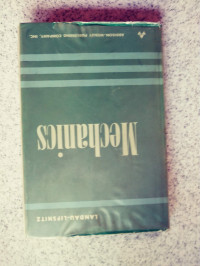 LANDAU-LIFSHITZ
Mechanics
ADDISON-WESLEY PUBLISHING COMPANY, INC.